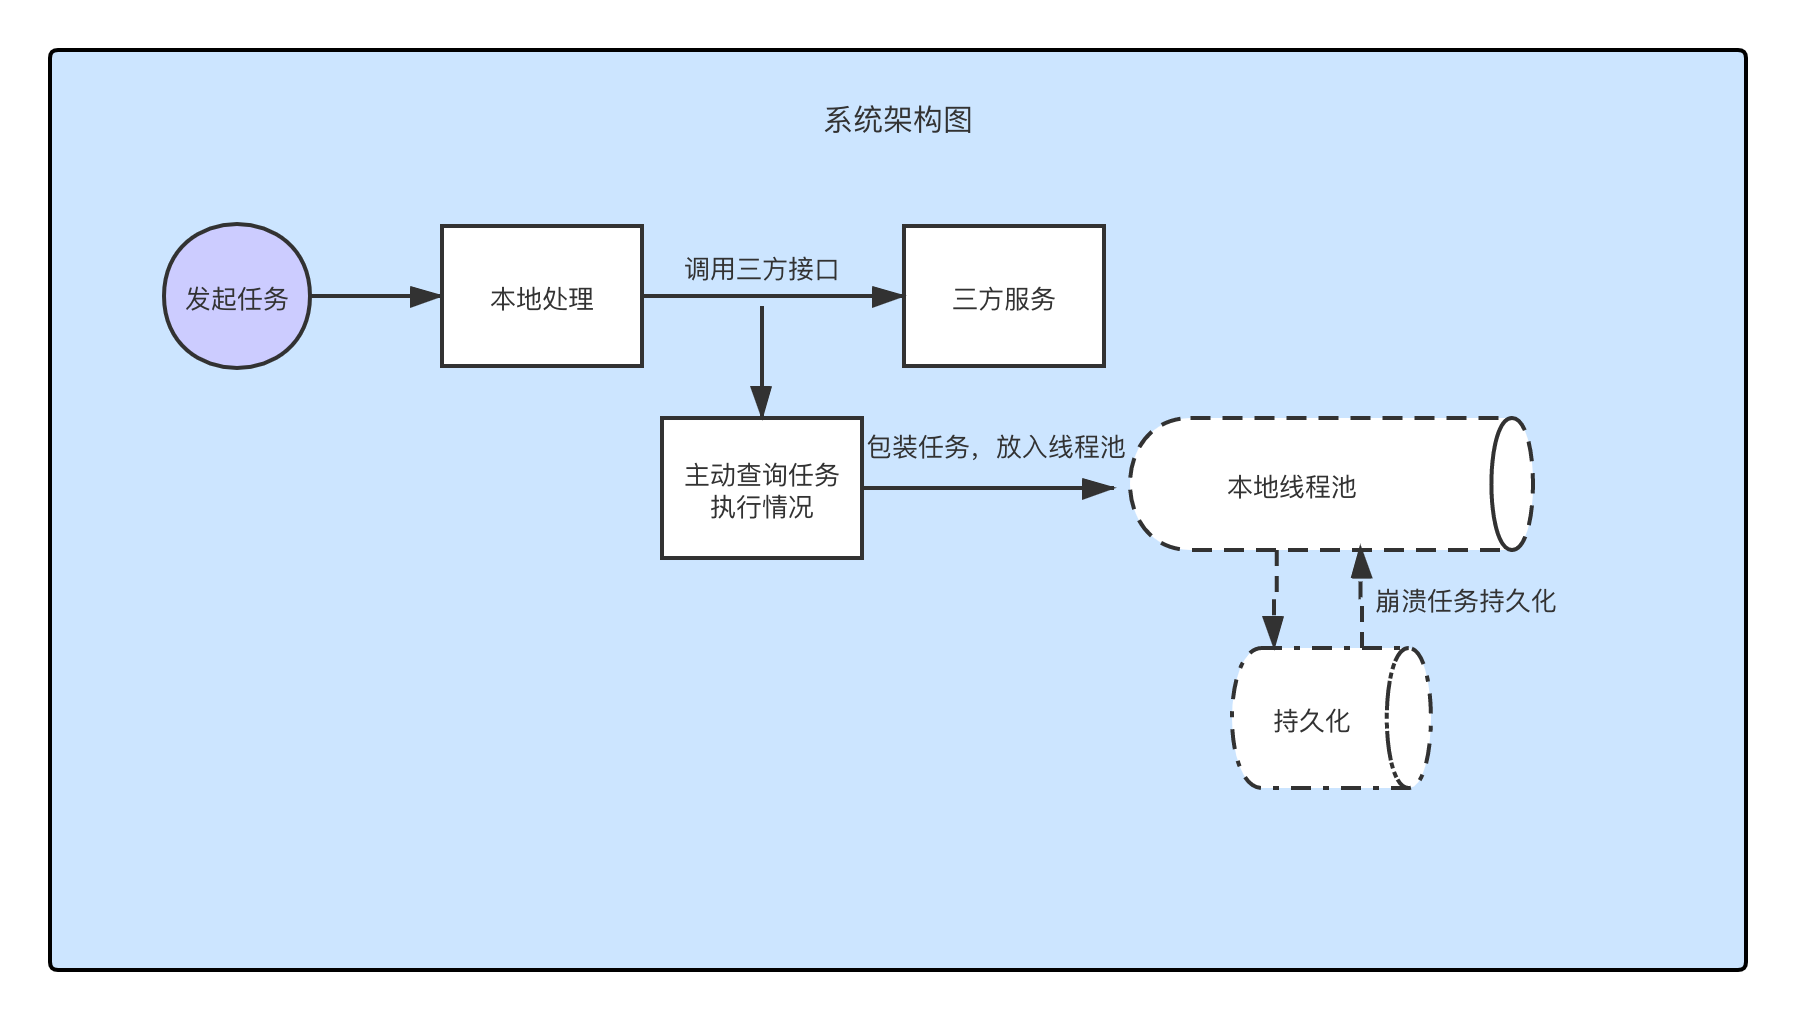 系统架构图
发起任务
本地处理
调用三方接口
三方服务
主动查询任务
执行情况
包装任务，放入线程池
本地线程池
崩溃任务持久化
持久化